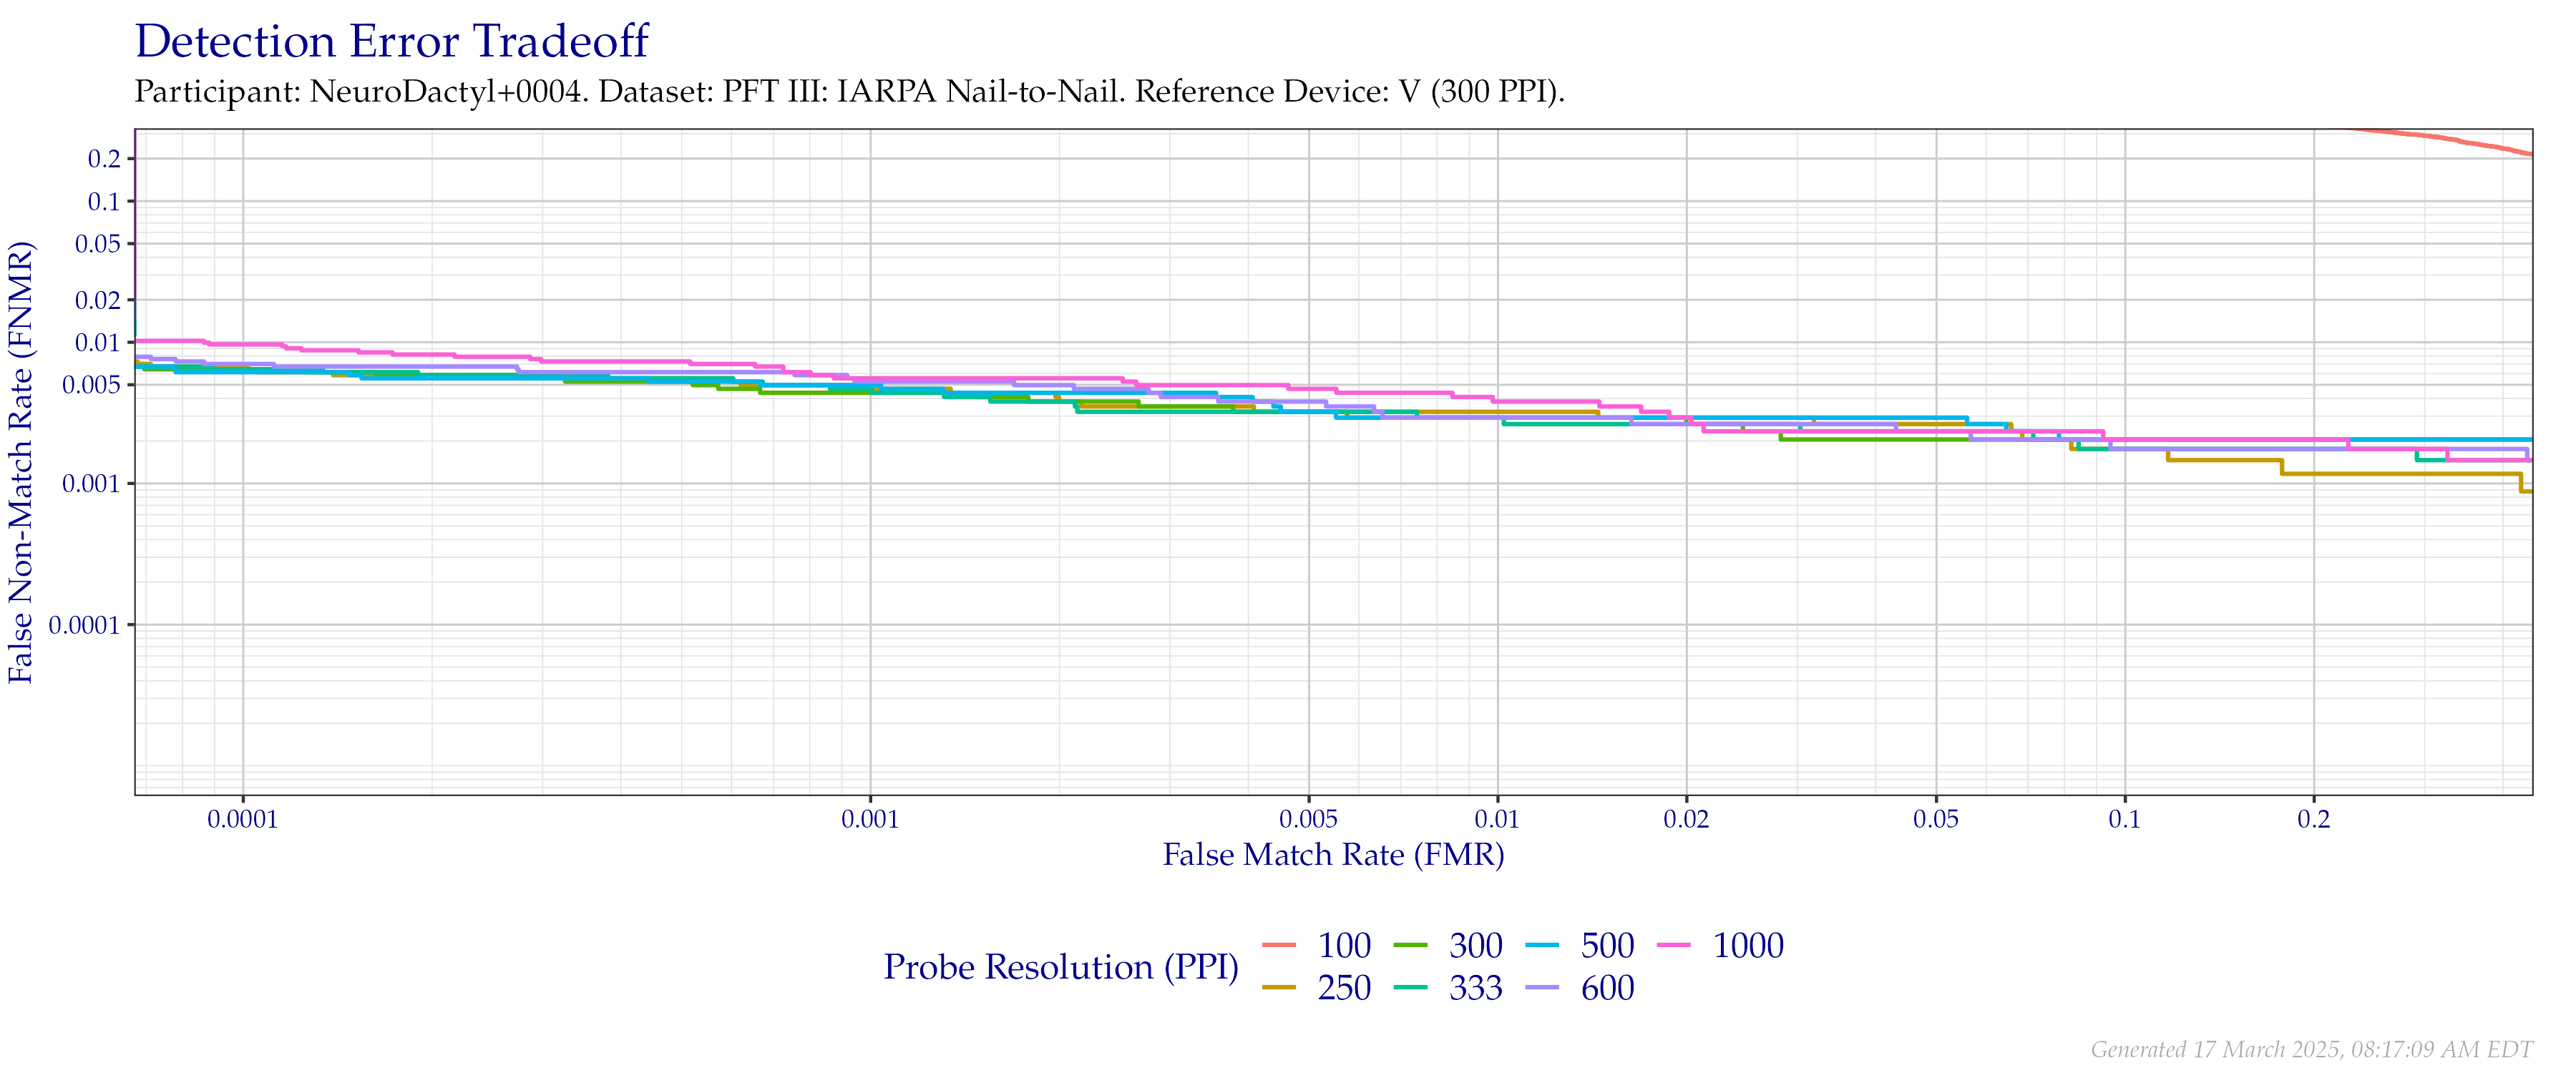 Detection Error Tradeoff
Participant: NeuroDactyl+0004. Dataset: PFT III: IARPA Nail-to-Nail. Reference Device: V (300 PPI).
False Non-Match Rate (FNMR)
0.2
0.1
0.05
0.02
0.01
0.005
0.001
0.0001
0.0001 0.001 0.005 0.01 0.02 0.05 0.1 0.2
False Match Rate (FMR)
Probe Resolution (PPI)
100 300 500 1000
250 333 600
Generated 17 March 2025, 08:17:09 AM EDT